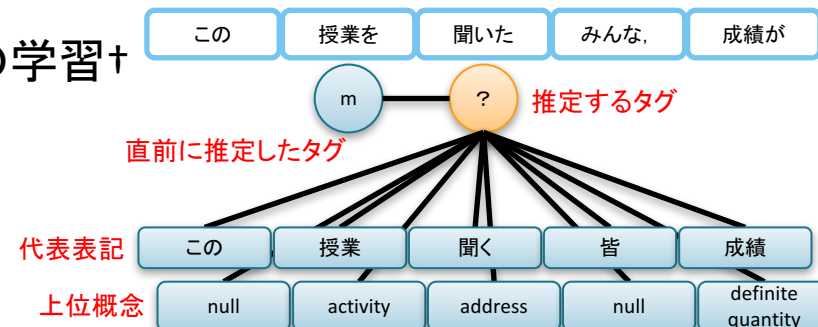 この 授業を 聞いた みんな, 成績が
の学習†
m ? 推定するタグ
直前に推定したタグ
代表表記 この 授業 聞く 皆 成績
上位概念 null activity address null definite
quantity